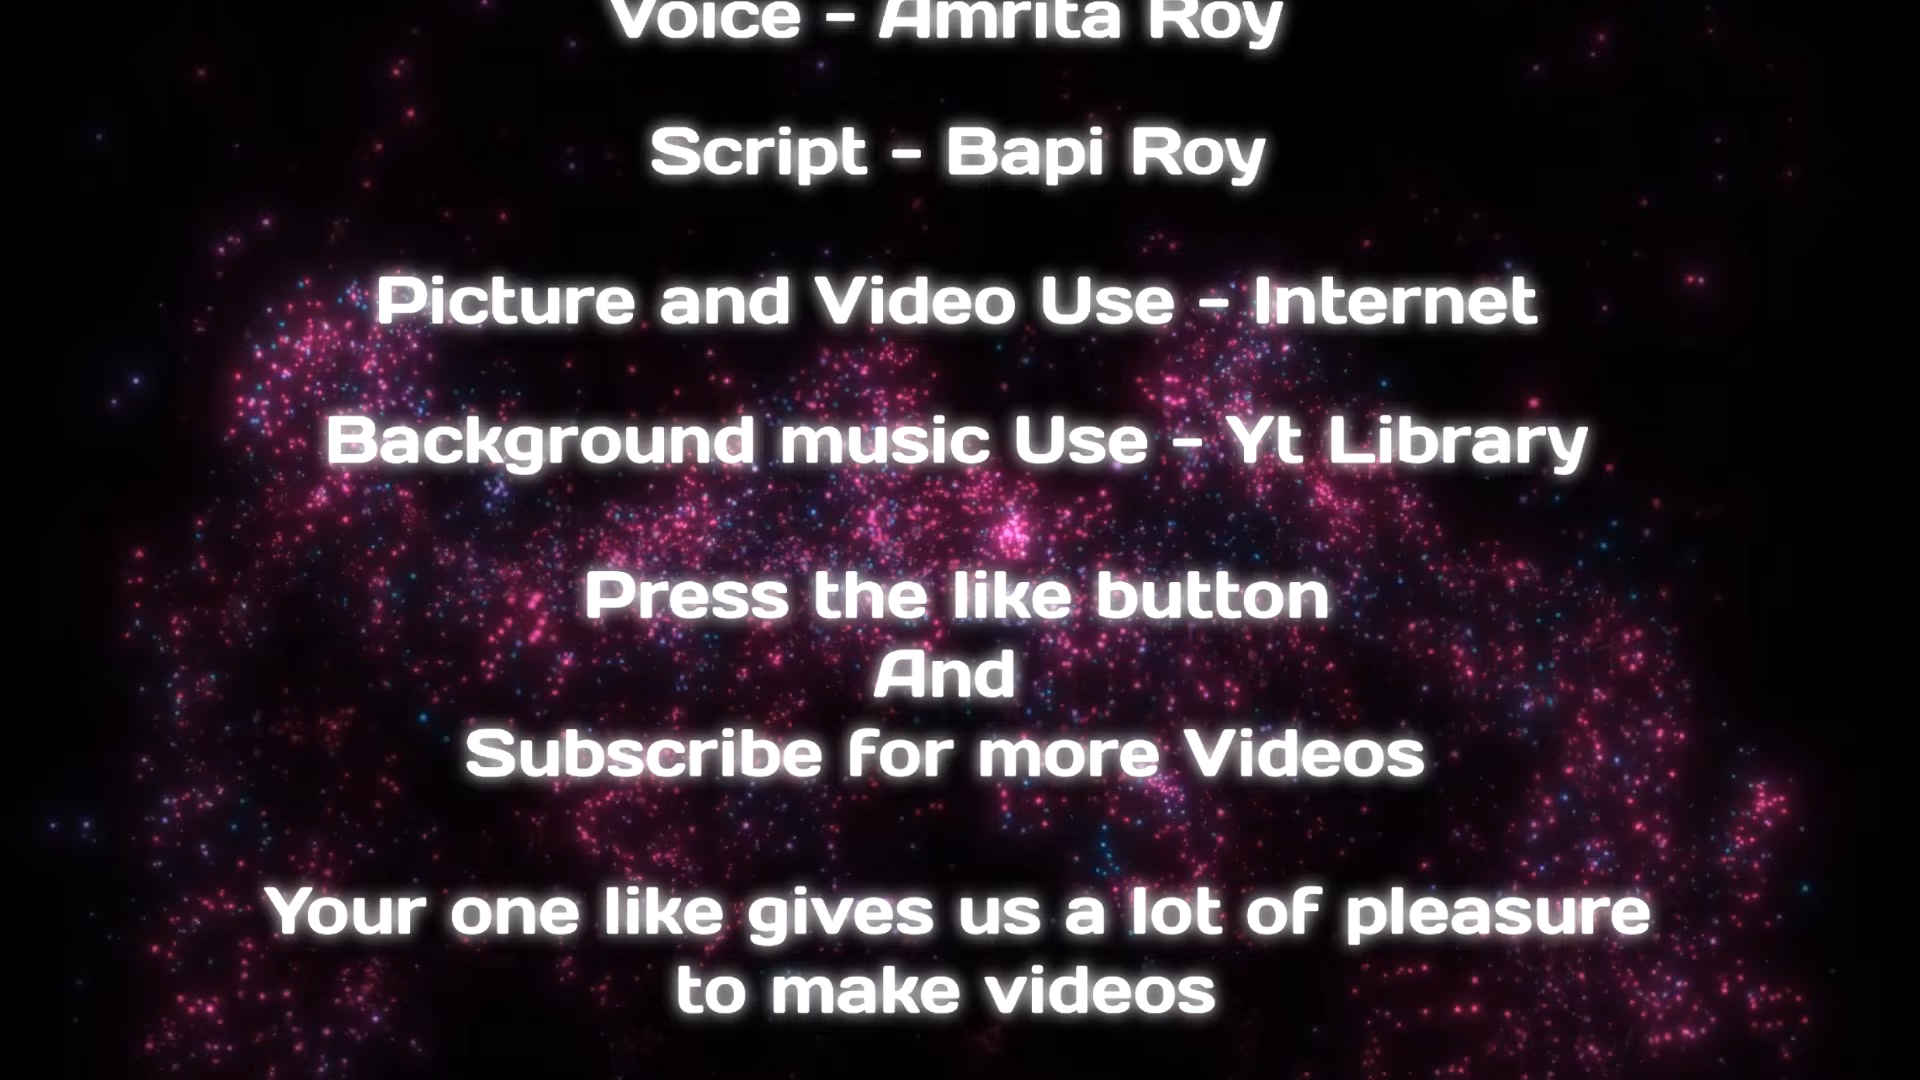 Voice - Amrita Roy
Script - Bapi Roy
Picture and Video Use - Internet
Background music Use - Yt Library
Press the like button
And
Subscribe for more Videos
Your one like gives us a lot of pleasure
to make videos